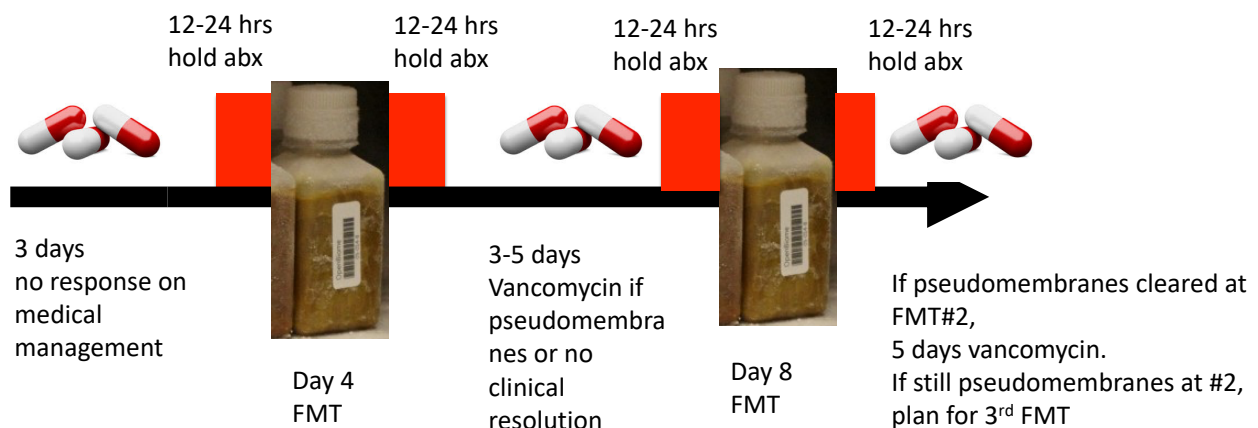 12-24 hrs
hold abx
12-24 hrs
hold abx
12-24 hrs
hold abx
12-24 hrs
hold abx
3 days
no response on
medical
management
OpenBiome
Day 4
FMT
3-5 days
Vancomycin if
pseudomembra
nes or no
clinical
resolution
OpenBiome
Day 8
FMT
If pseudomembranes cleared at
FMT#2,
5 days vancomycin.
If still pseudomembranes at #2,
plan for 3rd FMT